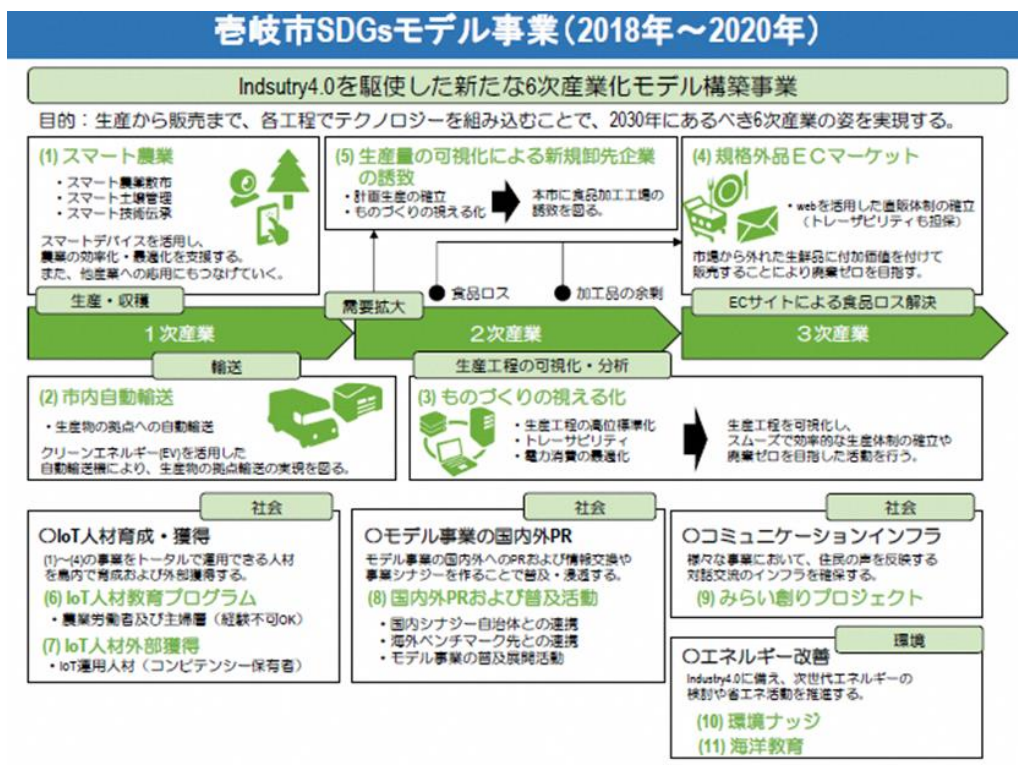 壱岐市SDGsモデル事業(2018年~2020年)
Indsutry4.0を駆使した新たな6次産業化モデル構築事業
目的:生産から販売まで、各工程でテクノロジーを組み込むことで、2030年にあるべき6次産業の姿を実現する。
(1) スマート農業
・スマート農業散布
・スマート土壌管理
・スマート技術伝承
スマートデバイスを活用し、
農業の効率化・最適化を支援する。
また、他産業への応用にもつなげていく。
(5) 生産量の可視化による新規卸先企業
の誘致
・計画生産の確立
・ものづくりの視える化
本市に食品加工工場の
誘致を図る。
(4) 規格外品ECマーケット
・webを活用した直販体制の確立
(トレーザビリティも担保)
市場から外れた生鮮品に付加価値を付けて
販売することにより廃棄ゼロを目指す。
生産・収穫
需要拡大
食品ロス
加工品の余剰
ECサイトによる食品ロス解決
1次産業
2次産業
3次産業
輸送
生産工程の可視化・分析
(2) 市内自動輸送
・生産物の拠点への自動輸送
クリーンエネルギー(EV)を活用した
自動輸送機により、生産物の拠点輸送の実現を図る。
(3) ものづくりの視える化
・生産工程の高位標準化
・トレーサビリティ
・電力消費の最適化
生産工程を可視化し、
スムーズで効率的な生産体制の確立や
廃棄ゼロを目指した活動を行う。
社会
〇IoT人材育成・獲得
(1)~(4)の事業をトータルで運用できる人材
を島内で育成および外部獲得する。
(6) IoT人材教育プログラム
・農業労働者及び主婦層(経験不可OK)
(7) IoT人材外部獲得
・IoT運用人材(コンピテンシー保有者)
社会
〇モデル事業の国内外PR
モデル事業の国内外へのPRおよび情報交換や
事業シナジーを作ることで普及・浸透する。
(8) 国内外PRおよび普及活動
・国内シナジー自治体との連携
・海外ベンチマーク先との連携
・モデル事業の普及展開活動
社会
〇コミュニケーションインフラ
様々な事業において、住民の声を反映する
対話交流のインフラを確保する。
(9) みらい創りプロジェクト
環境
〇エネルギー改善
Industry4.0に備え、次世代エネルギーの
検討や省エネ活動を推進する。
(10) 環境ナッジ
(11) 海洋教育